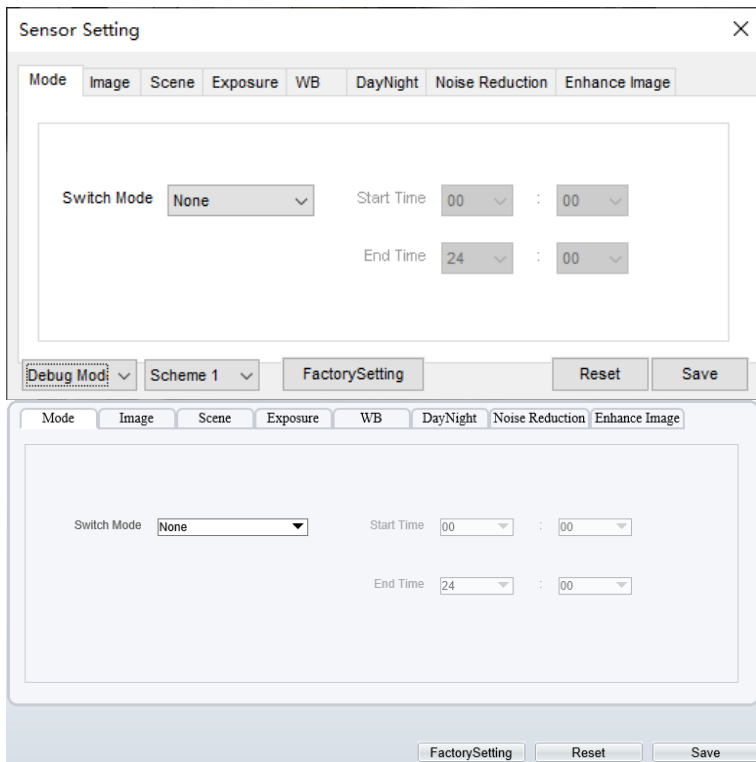 Sensor Setting
Mode Image Scene Exposure WB DayNight Noise Reduction Enhance Image
Switch Mode None Start Time 00 : 00
End Time 24 : 00
Debug Mod Scheme 1 FactorySetting Reset Save
Mode Image Scene Exposure WB DayNight Noise Reduction Enhance Image
Switch Mode None Start Time 00 : 00
End Time 24 : 00
FactorySetting Reset Save